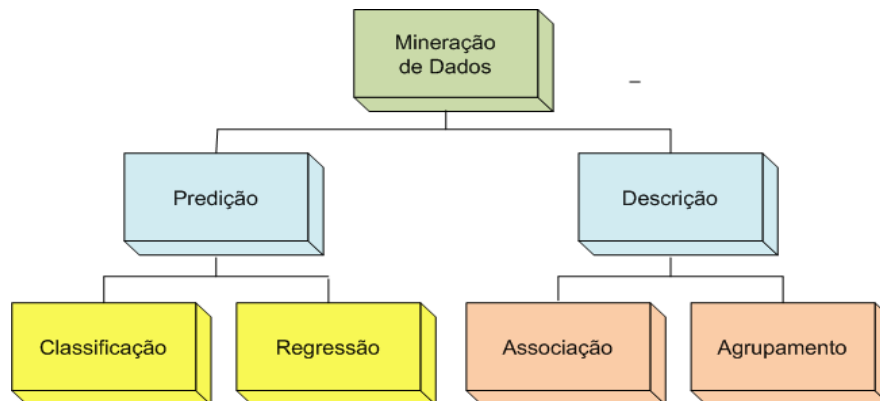 Mineração
de Dados
Predição
Descrição
Classificação
Regressão
Associação
Agrupamento